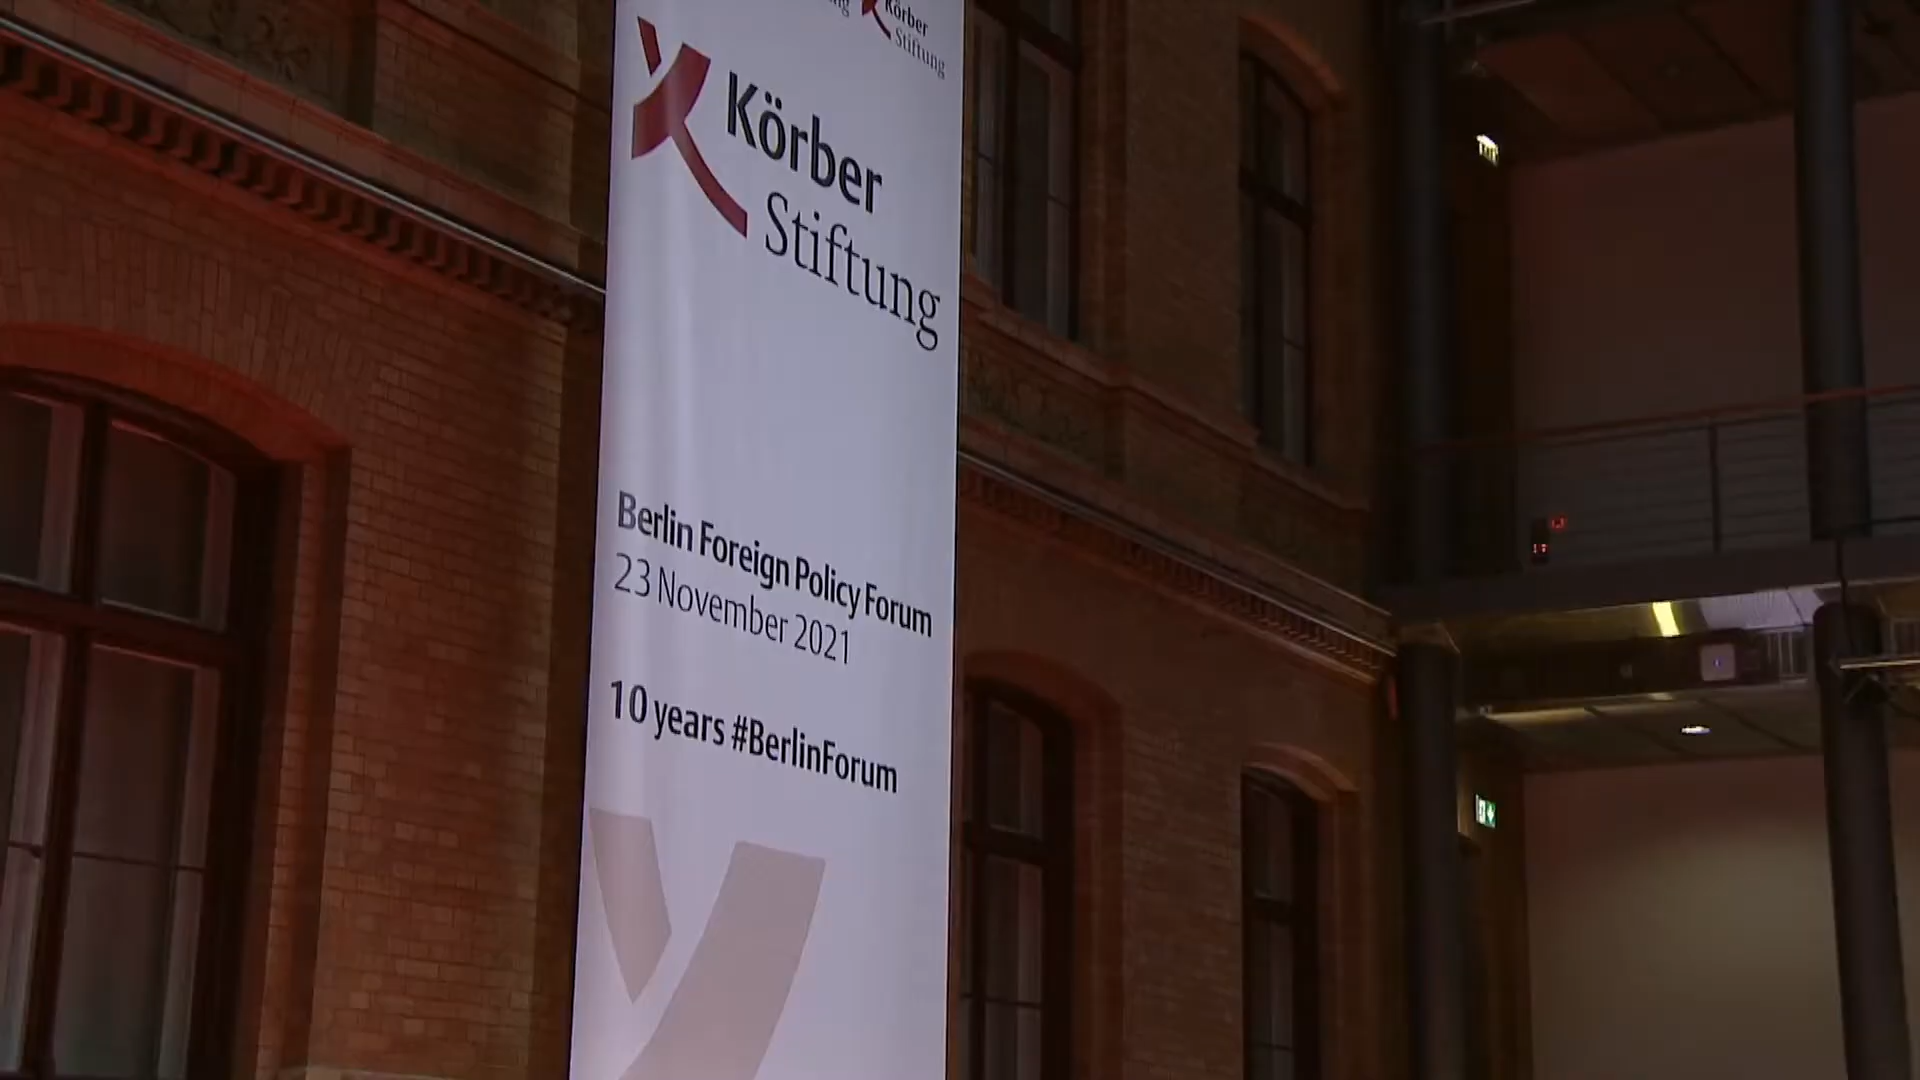 Körber
Stiftung
Körber
Stiftung
Berlin Foreign Policy Forum
23 November 2021
10 years #BerlinForum